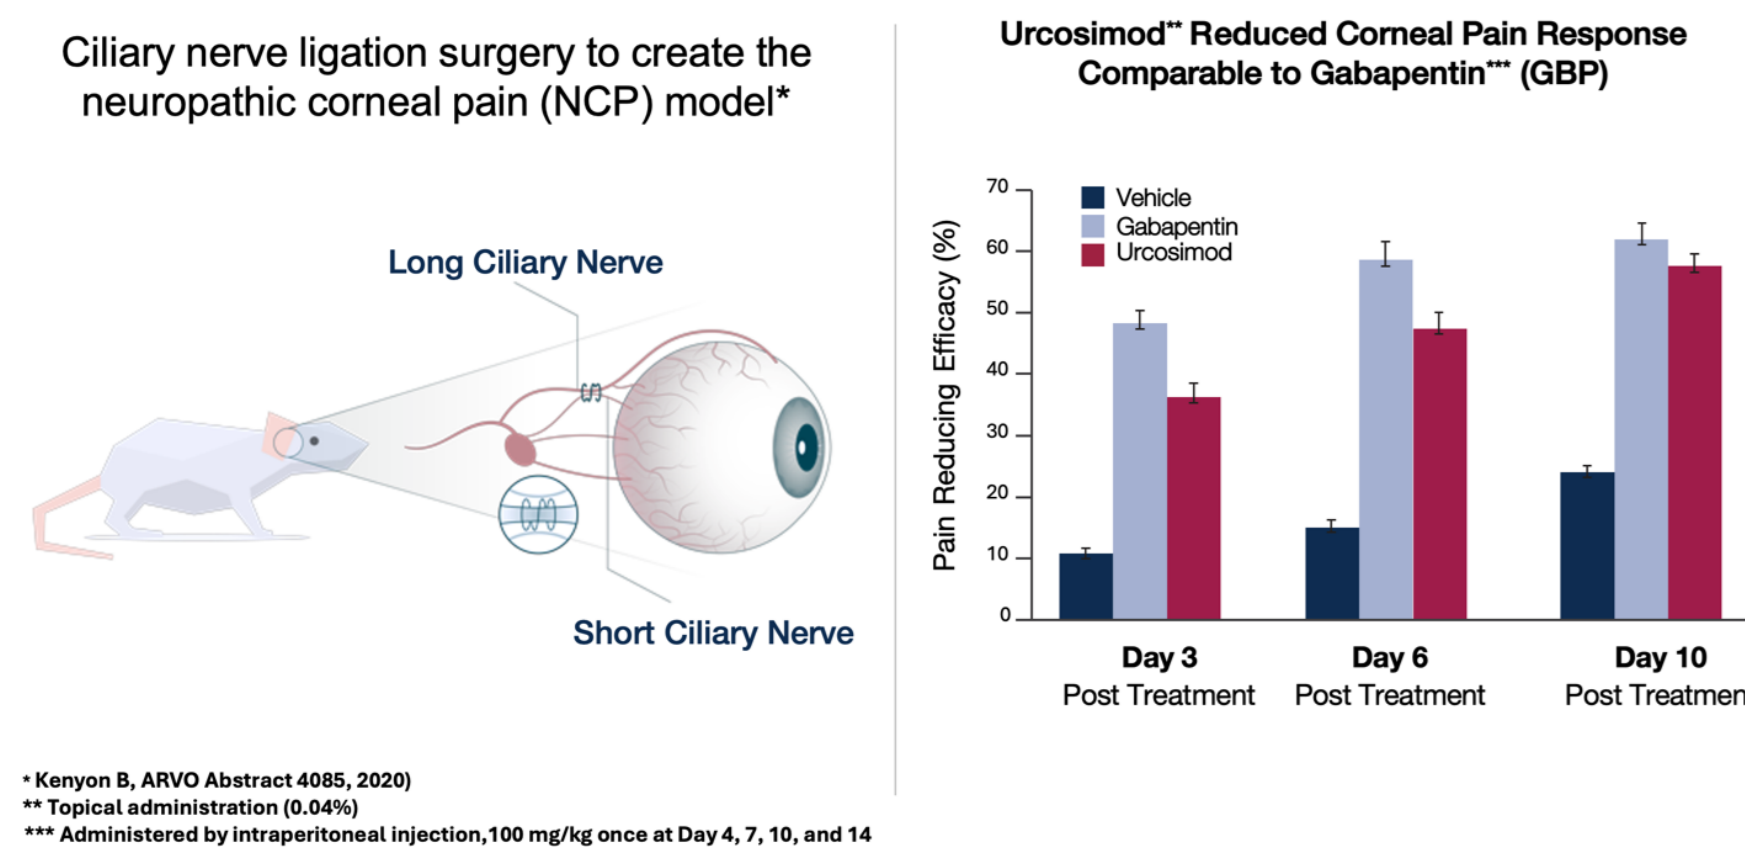 Ciliary nerve ligation surgery to create the
neuropathic corneal pain (NCP) model*
Long Ciliary Nerve
Short Ciliary Nerve
* Kenyon B, ARVO Abstract 4085, 2020)
** Topical administration (0.04%)
*** Administered by intraperitoneal injection,100 mg/kg once at Day 4, 7, 10, and 14
Urcosimod** Reduced Corneal Pain Response
Comparable to Gabapentin*** (GBP)
Vehicle
Gabapentin
Urcosimod
Pain Reducing Efficacy (%)
70
60
50
40
30
20
10
0
Day 3
Post Treatment
Day 6
Post Treatment
Day 10
Post Treatmen